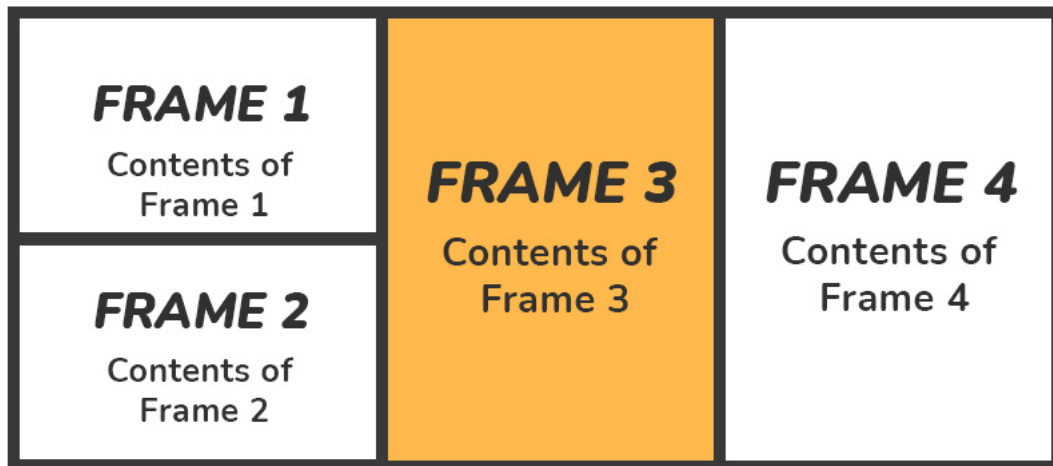 FRAME 1
Contents of
Frame 1
FRAME 2
Contents of
Frame 2
FRAME 3
Contents of
Frame 3
FRAME 4
Contents of
Frame 4